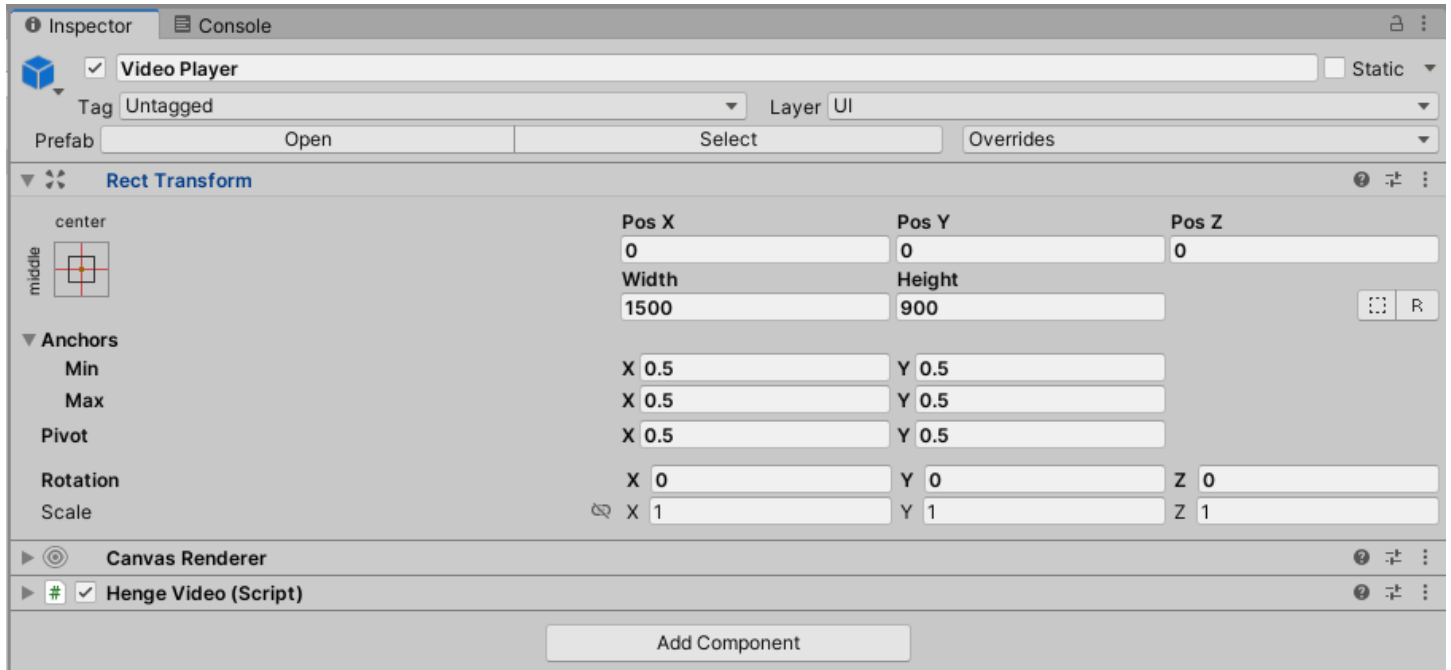 Inspector Console
Video Player Static
Tag Untagged Layer UI
Prefab Open Select Overrides
Rect Transform
center
middle
Pos X Pos Y Pos Z
0 0 0
Width Height
1500 900
R
Anchors
Min X 0.5 Y 0.5
Max X 0.5 Y 0.5
Pivot X 0.5 Y 0.5
Rotation X 0 Y 0 Z 0
Scale X 1 Y 1 Z 1
Canvas Renderer
# Henge Video (Script)
Add Component